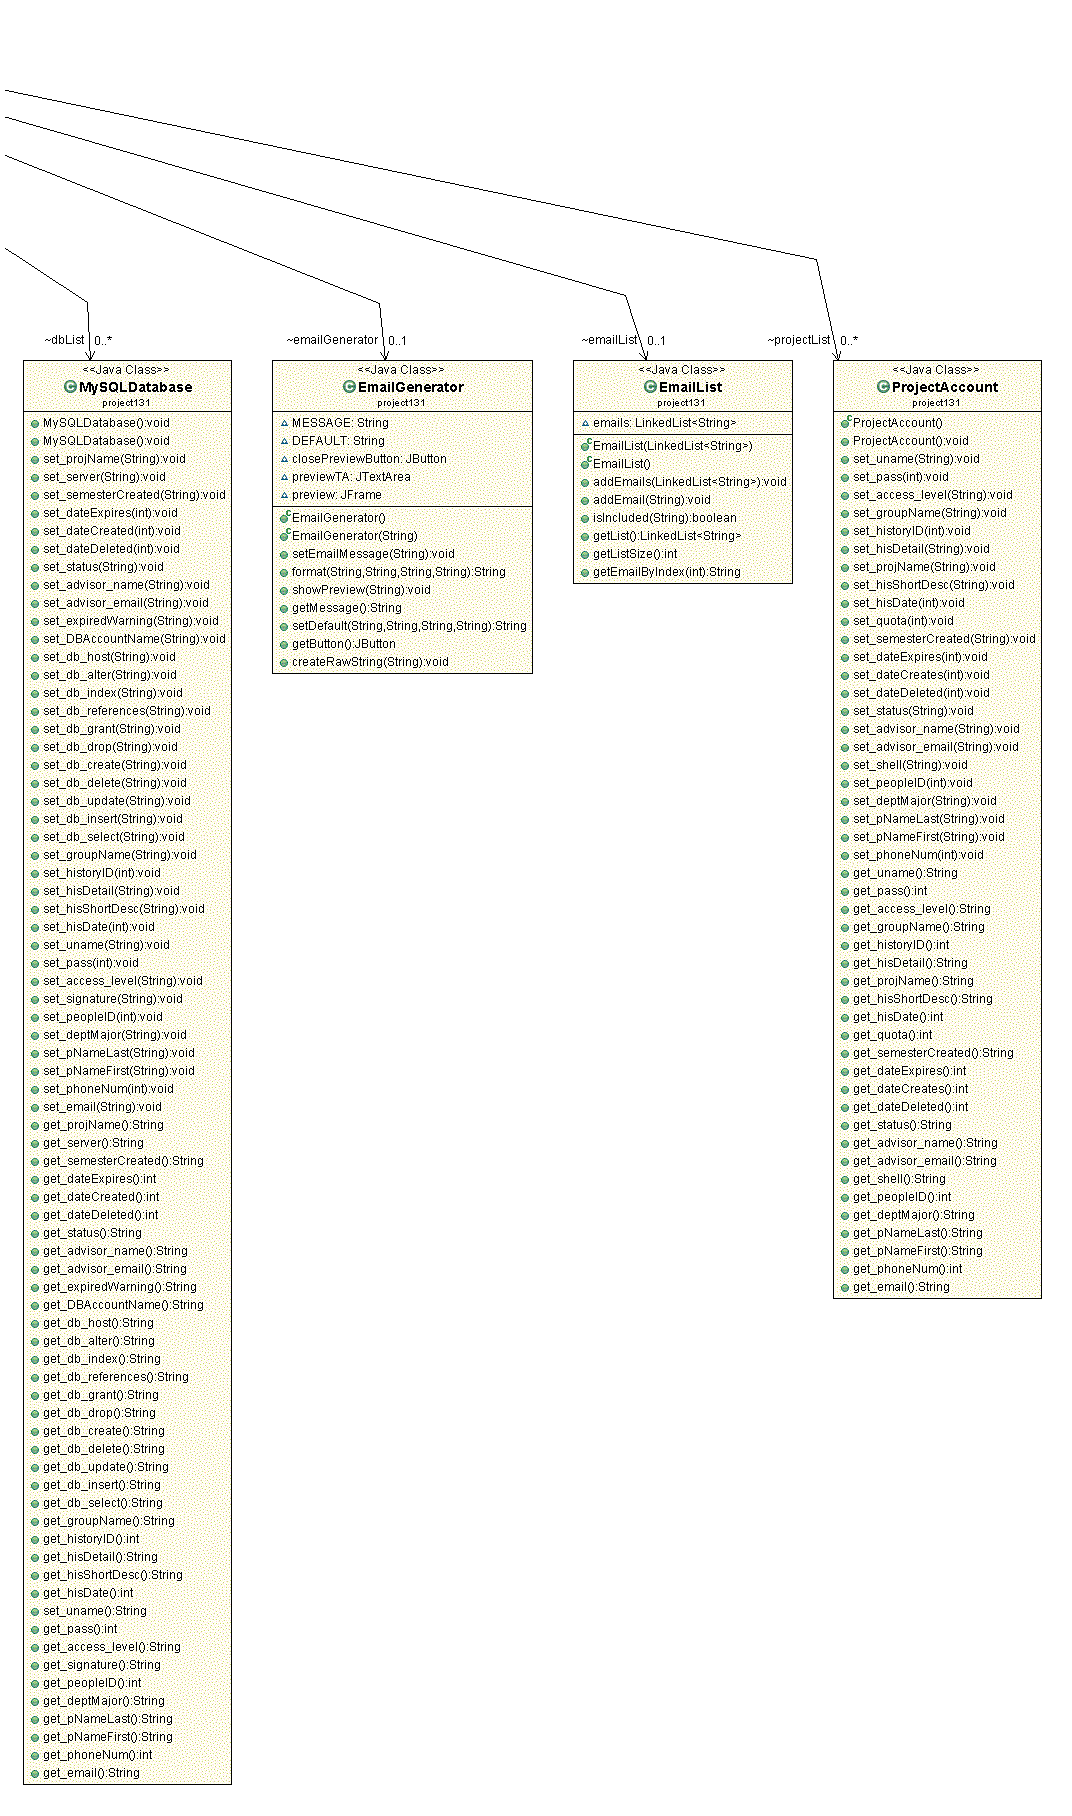 ~dbList 0..*
<<Java Class>>
MySQLDatabase
project131
MySQLDatabase():void
MySQLDatabase():void
set_projName(String):void
set_server(String):void
set_semesterCreated(String):void
set_dateExpires(int):void
set_dateCreated(int):void
set_dateDeleted(int):void
set_status(String):void
set_advisor_name(String):void
set_advisor_email(String):void
set_expiredWarning(String):void
set_DBAccountName(String):void
set_db_host(String):void
set_db_alter(String):void
set_db_index(String):void
set_db_references(String):void
set_db_grant(String):void
set_db_drop(String):void
set_db_create(String):void
set_db_delete(String):void
set_db_update(String):void
set_db_insert(String):void
set_db_select(String):void
set_groupName(String):void
set_historyID(int):void
set_hisDetail(String):void
set_hisShortDesc(String):void
set_hisDate(int):void
set_uname(String):void
set_pass(int):void
set_access_level(String):void
set_signature(String):void
set_peopleID(int):void
set_deptMajor(String):void
set_pNameLast(String):void
set_pNameFirst(String):void
set_phoneNum(int):void
set_email(String):void
get_projName():String
get_server():String
get_semesterCreated():String
get_dateExpires():int
get_dateCreated():int
get_dateDeleted():int
get_status():String
get_advisor_name():String
get_advisor_email():String
get_expiredWarning():String
get_DBAccountName():String
get_db_host():String
get_db_alter():String
get_db_index():String
get_db_references():String
get_db_grant():String
get_db_drop():String
get_db_create():String
get_db_delete():String
get_db_update():String
get_db_insert():String
get_db_select():String
get_groupName():String
get_historyID():int
get_hisDetail():String
get_hisShortDesc():String
get_hisDate():int
set_uname():String
get_pass():int
get_access_level():String
get_signature():String
get_peopleID():int
get_deptMajor():String
get_pNameLast():String
get_pNameFirst():String
get_phoneNum():int
get_email():String
~emailGenerator 0..1
<<Java Class>>
EmailGenerator
project131
MESSAGE: String
DEFAULT: String
closePreviewButton: JButton
previewTA: JTextArea
preview: JFrame
EmailGenerator()
EmailGenerator(String)
setEmailMessage(String):void
format(String,String,String,String):String
showPreview(String):void
getMessage():String
setDefault(String,String,String,String):String
getButton():JButton
createRawString(String):void
~emailList 0..1
<<Java Class>>
EmailList
project131
emails: LinkedList<String>
EmailList(LinkedList<String>)
EmailList()
addEmails(LinkedList<String>):void
addEmail(String):void
isIncluded(String):boolean
getList():LinkedList<String>
getListSize():int
getEmailByIndex(int):String
~projectList 0..*
<<Java Class>>
ProjectAccount
project131
ProjectAccount()
ProjectAccount():void
set_uname(String):void
set_pass(int):void
set_access_level(String):void
set_groupName(String):void
set_historyID(int):void
set_hisDetail(String):void
set_projName(String):void
set_hisShortDesc(String):void
set_hisDate(int):void
set_quota(int):void
set_semesterCreated(String):void
set_dateExpires(int):void
set_dateCreates(int):void
set_dateDeleted(int):void
set_status(String):void
set_advisor_name(String):void
set_advisor_email(String):void
set_shell(String):void
set_peopleID(int):void
set_deptMajor(String):void
set_pNameLast(String):void
set_pNameFirst(String):void
set_phoneNum(int):void
get_uname():String
get_pass():int
get_access_level():String
get_groupName():String
get_historyID():int
get_hisDetail():String
get_projName():String
get_hisShortDesc():String
get_hisDate():int
get_quota():int
get_semesterCreated():String
get_dateExpires():int
get_dateCreates():int
get_dateDeleted():int
get_status():String
get_advisor_name():String
get_advisor_email():String
get_shell():String
get_peopleID():int
get_deptMajor():String
get_pNameLast():String
get_pNameFirst():String
get_phoneNum():int
get_email():String